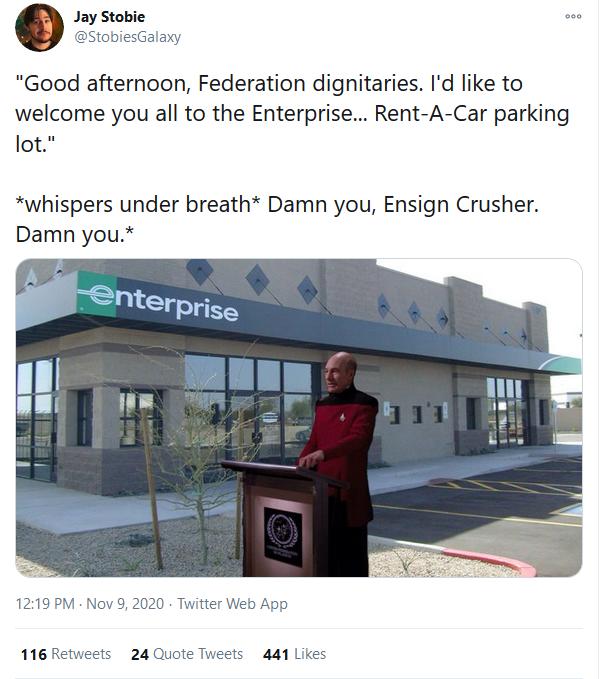 Jay Stobie
@StobiesGalaxy
"Good afternoon, Federation dignitaries. I'd like to
welcome you all to the Enterprise... Rent-A-Car parking
lot."
*whispers under breath* Damn you, Ensign Crusher.
Damn you.*
enterprise
12:19 PM · Nov 9, 2020 · Twitter Web App
116 Retweets 24 Quote Tweets 441 Likes